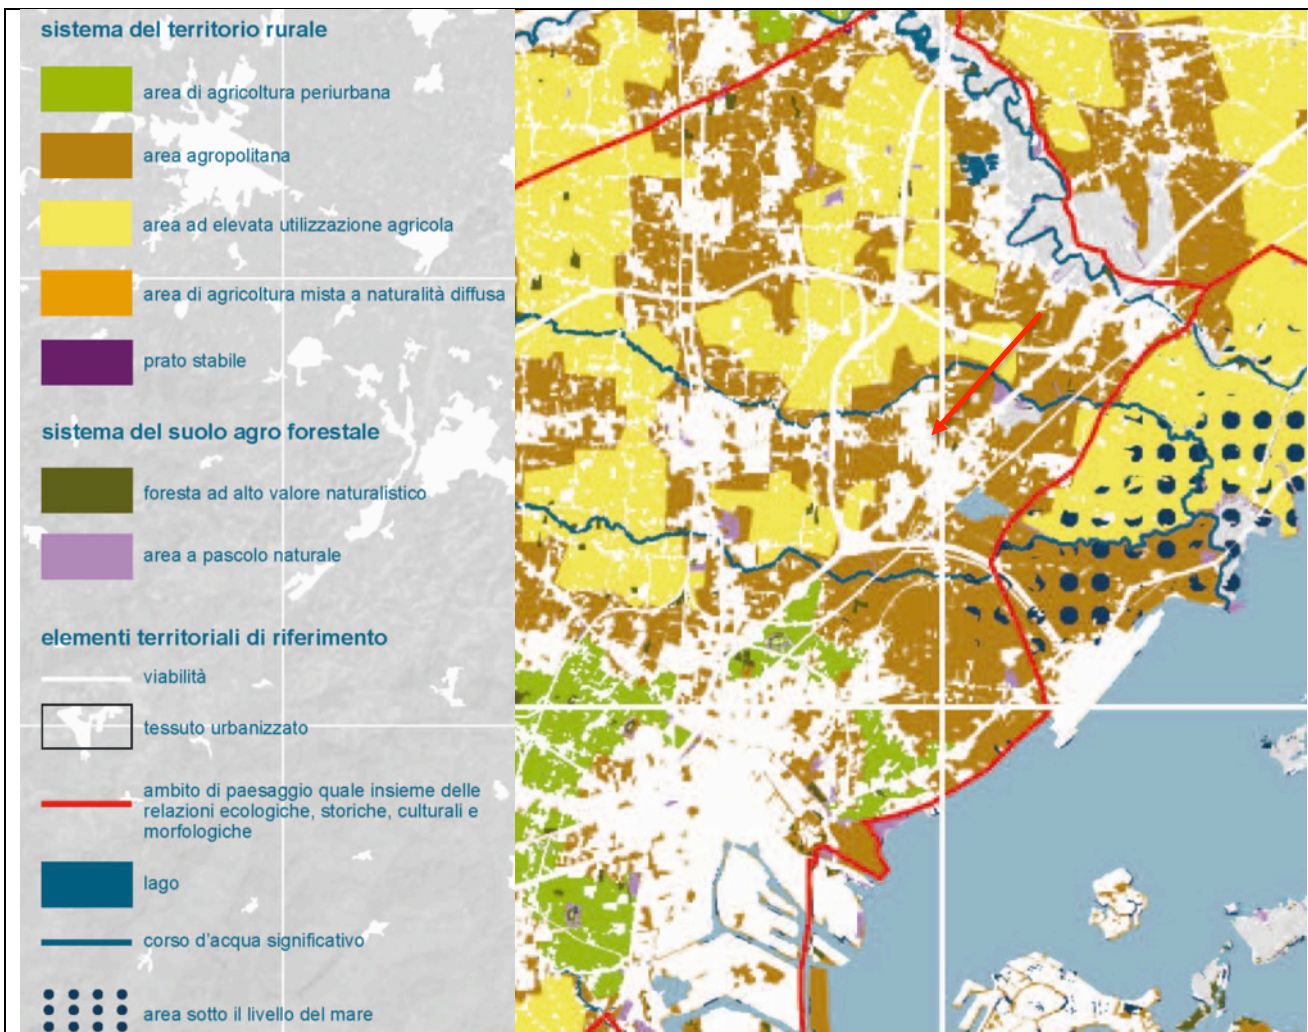 sistema del territorio rurale
area di agricoltura periurbana
area agropolitana
area ad elevata utilizzazione agricola
area di agricoltura mista a naturalità diffusa
prato stabile
sistema del suolo agro forestale
foresta ad alto valore naturalistico
area a pascolo naturale
elementi territoriali di riferimento
viabilità
tessuto urbanizzato
ambito di paesaggio quale insieme delle
relazioni ecologiche, storiche, culturali e
morfologiche
lago
corso d'acqua significativo
area sotto il livello del mare